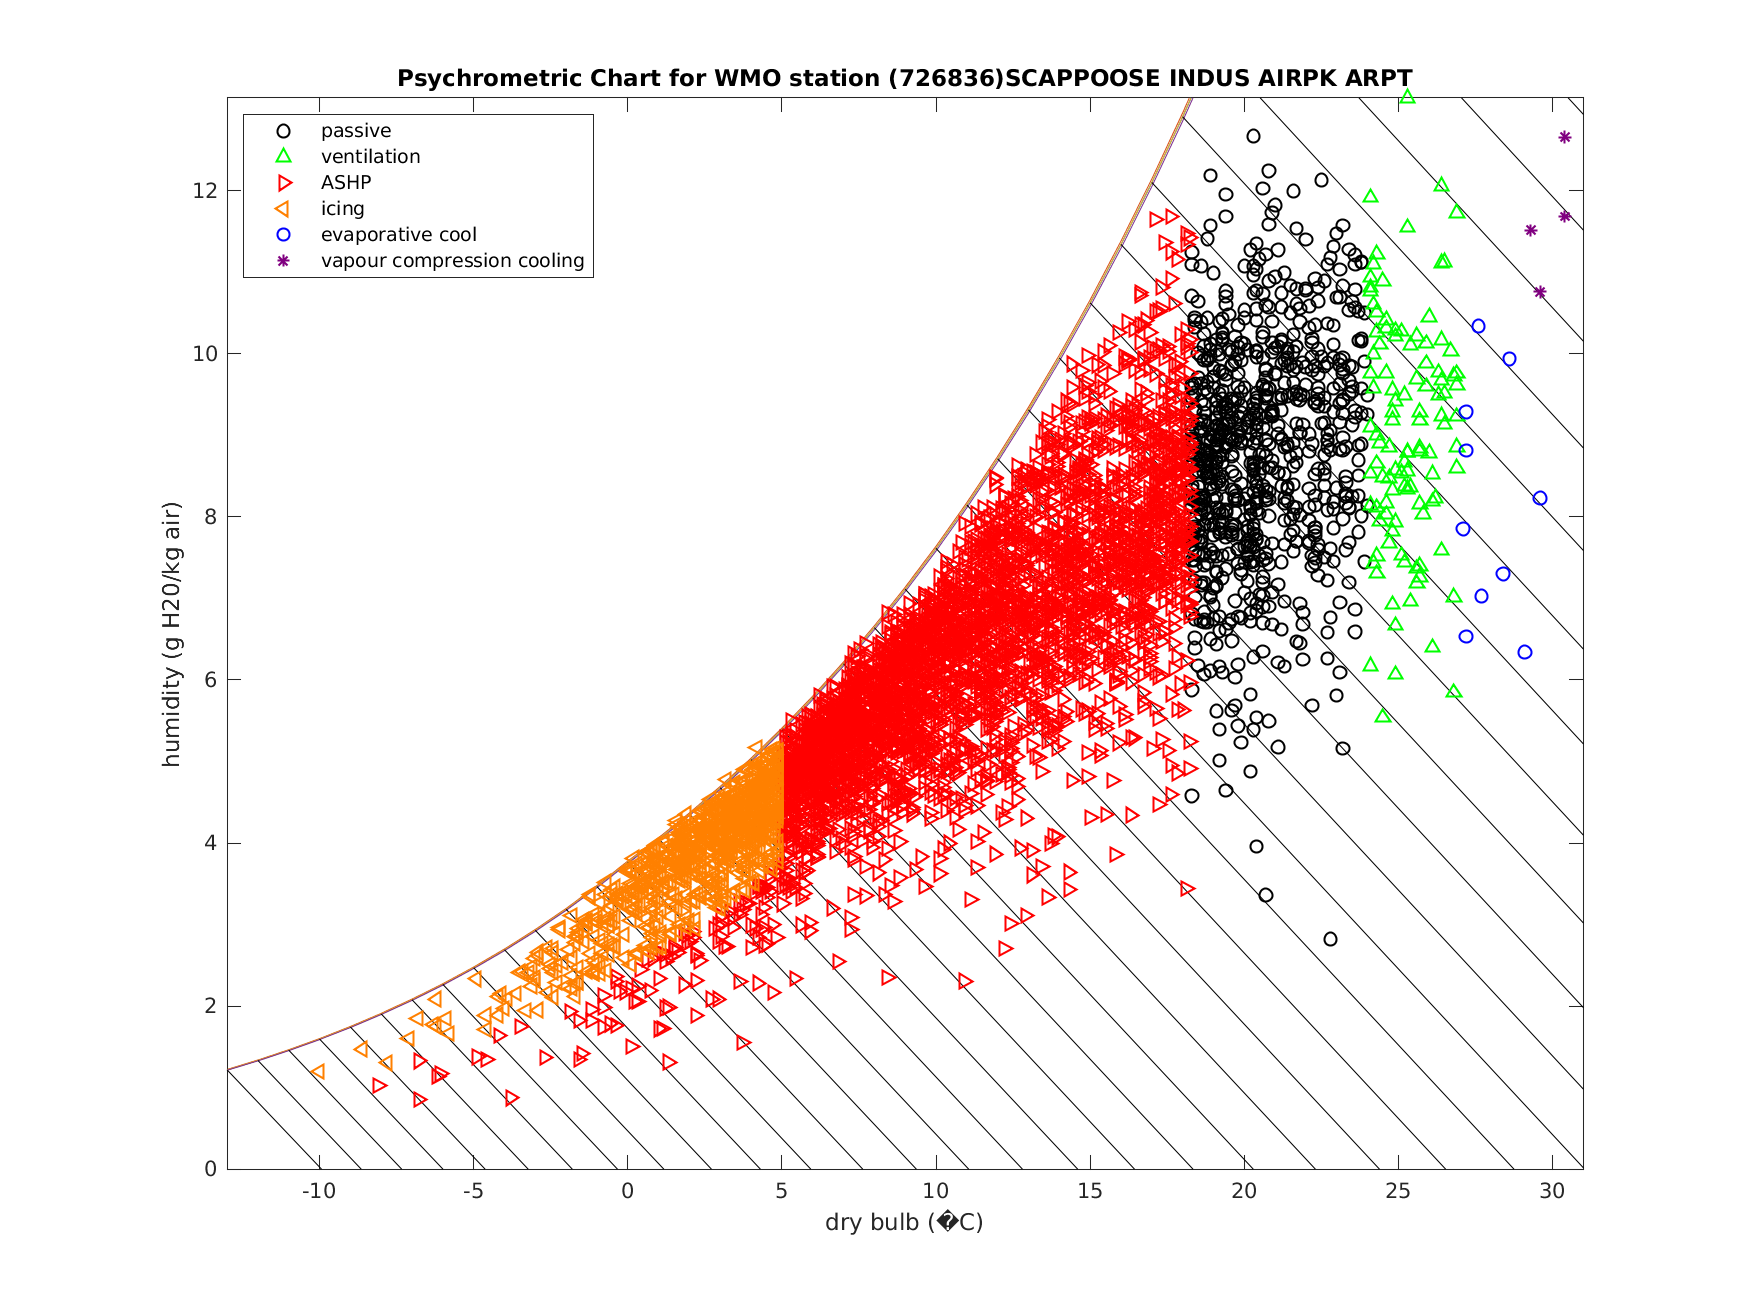 Psychrometric Chart for WMO station (726836)SCAPPOOSE INDUS AIRPK ARPT
passive
ventilation
ASHP
icing
evaporative cool
vapour compression cooling
12
10
8
6
4
2
0
humidity (g H20/kg air)
-10 -5 0 5 10 15 20 25 30
dry bulb (�C)